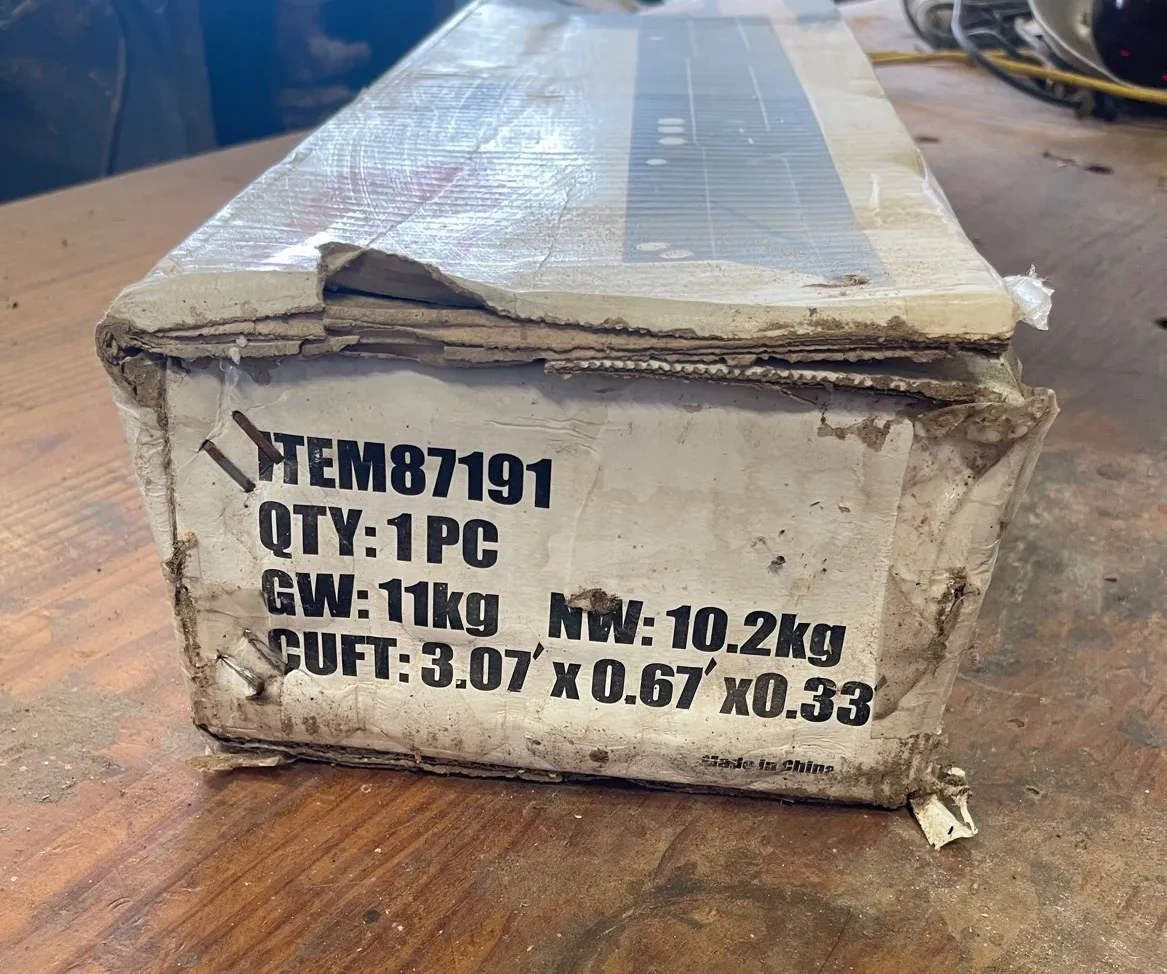 ITEM87191
QTY: 1 PC
GW: 11kg NW: 10.2kg
CUFT: 3.07' x 0.67' x0.33'
Made in China